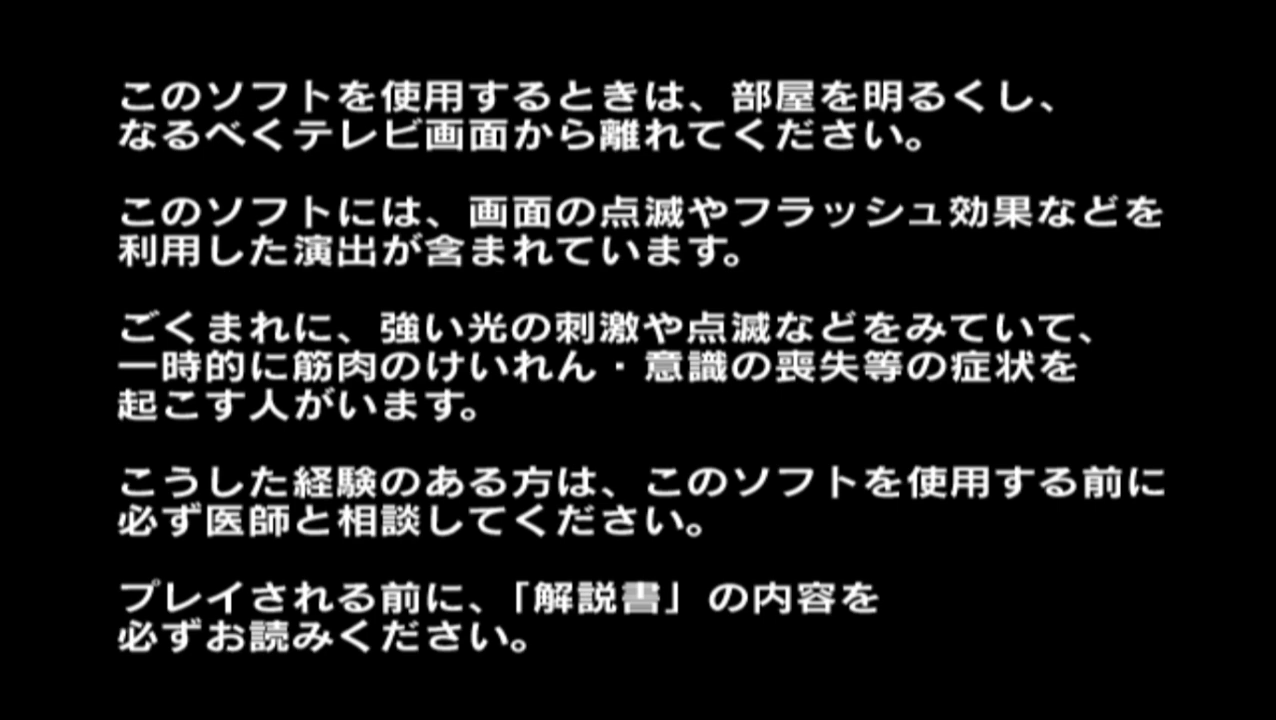 このソフトを使用するときは、部屋を明るくし、
なるべくテレビ画面から離れてください。
このソフトには、画面の点滅やフラッシュ効果などを
利用した演出が含まれています。
ごくまれに、強い光の刺激や点滅などをみていて、
一時的に筋肉のけいれん・意識の喪失等の症状を
起こす人がいます。
こうした経験のある方は、このソフトを使用する前に
必ず医師と相談してください。
プレイされる前に、「解説書」の内容を
必ずお読みください。